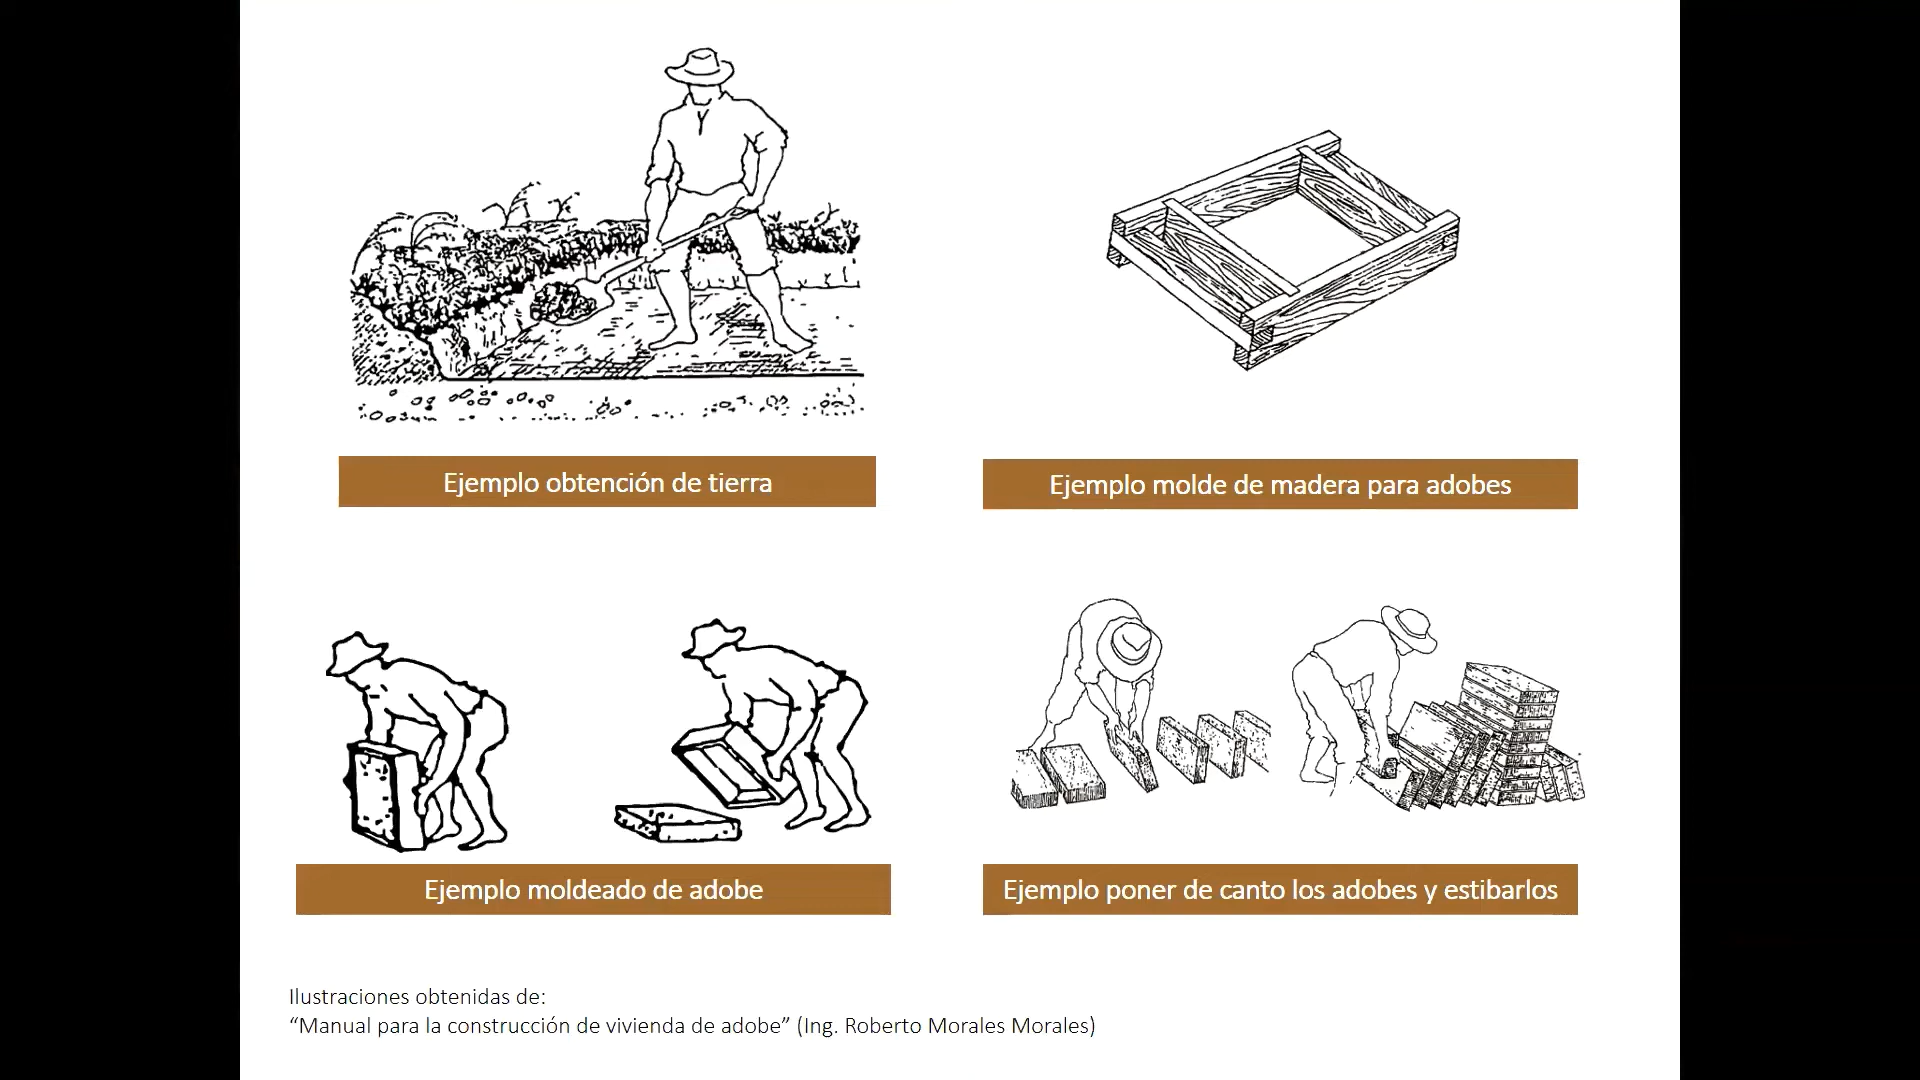 Ejemplo obtención de tierra
Ejemplo molde de madera para adobes
Ejemplo moldeado de adobe
Ejemplo poner de canto los adobes y estibarlos
Ilustraciones obtenidas de:
“Manual para la construcción de vivienda de adobe” (Ing. Roberto Morales Morales)